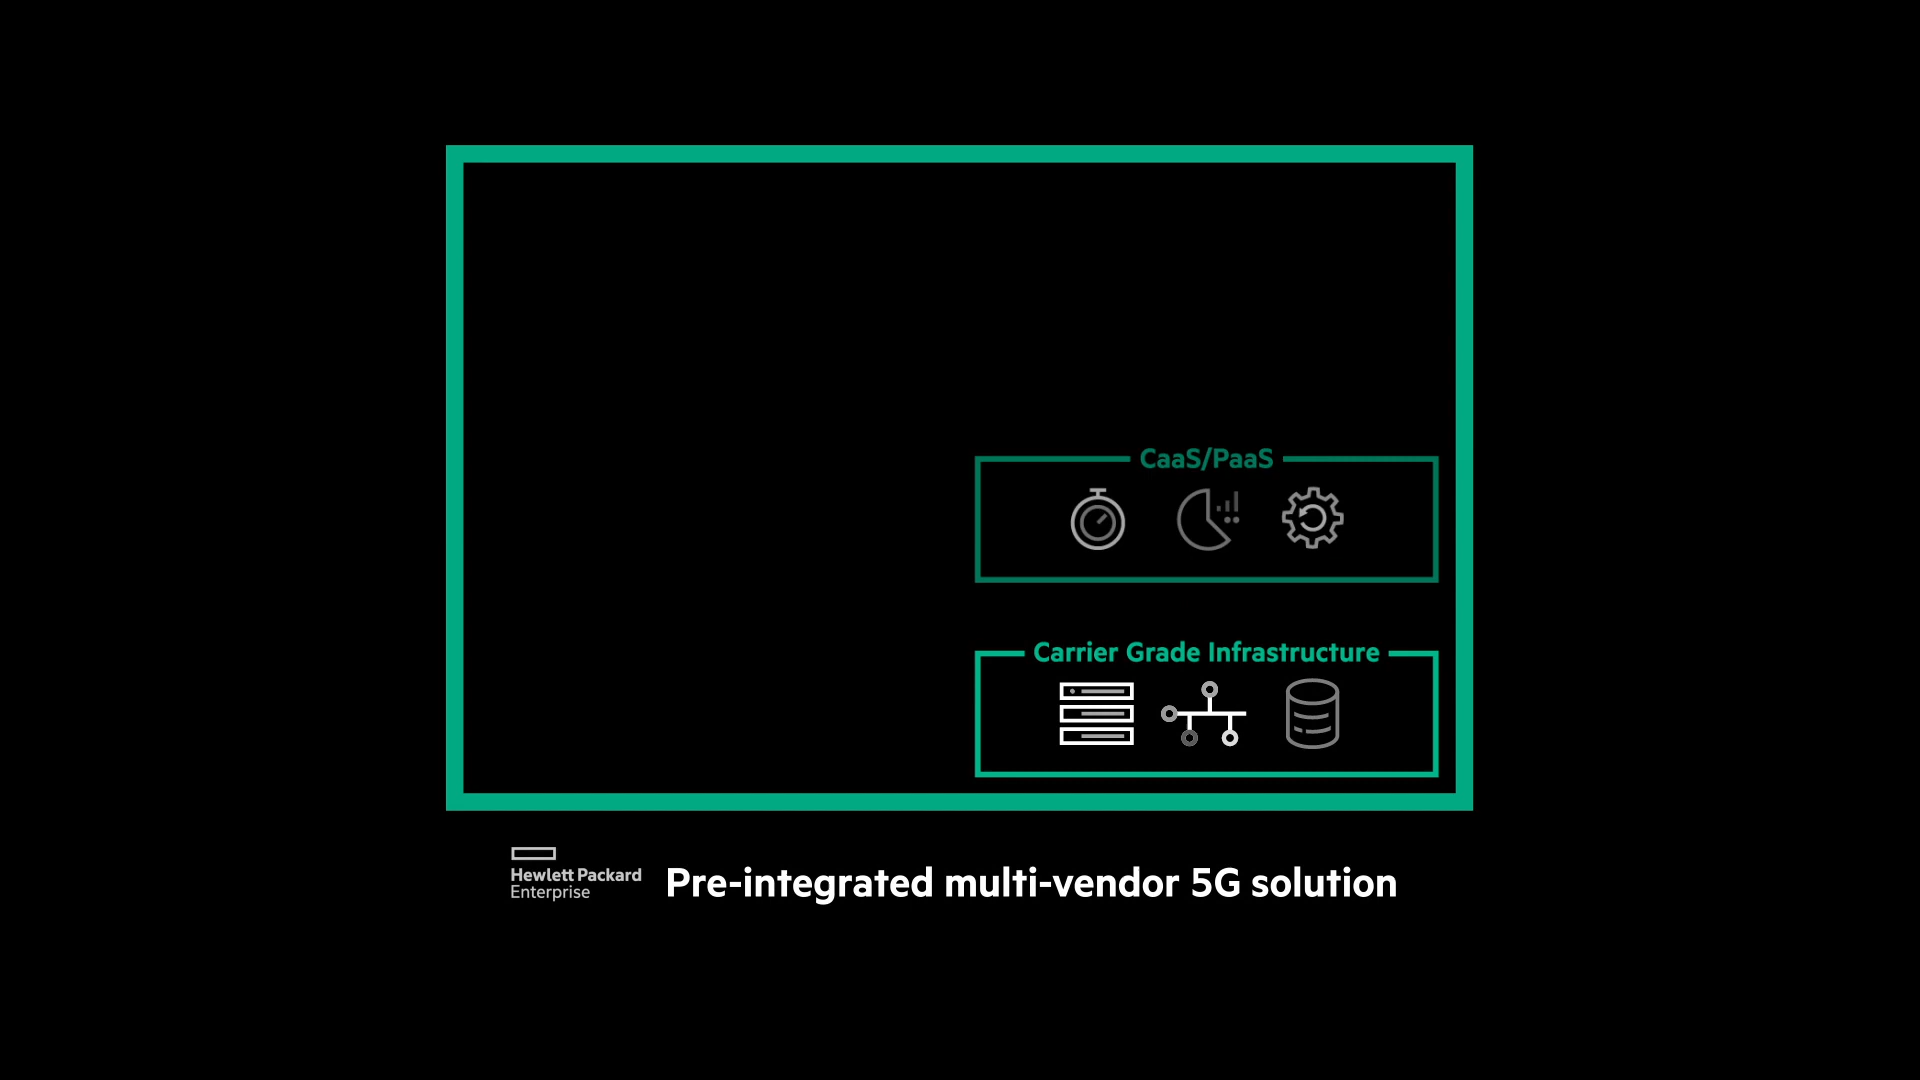 CaaS/PaaS
Carrier Grade Infrastructure
Hewlett Packard
Enterprise
Pre-integrated multi-vendor 5G solution